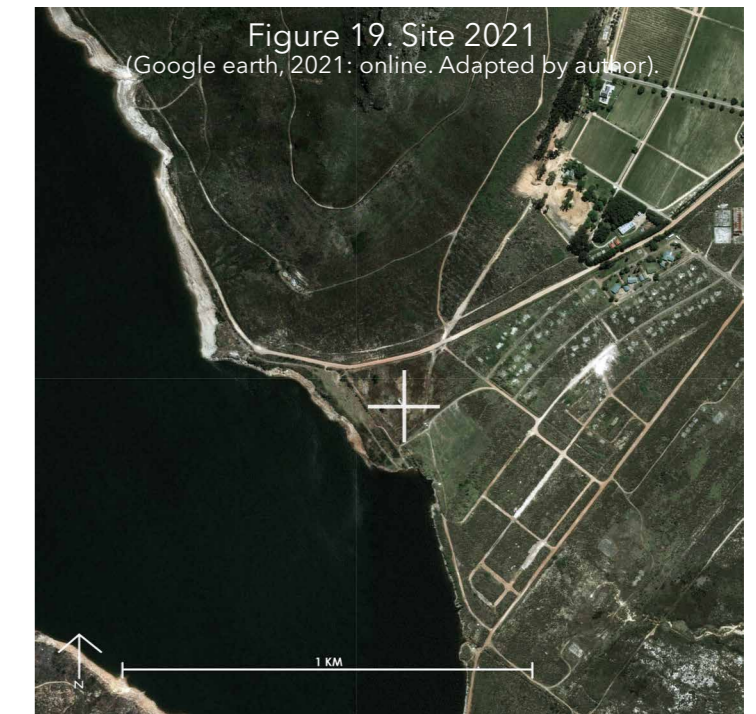 Figure 19. Site 2021
(Google earth, 2021: online. Adapted by author).
1 KM
N